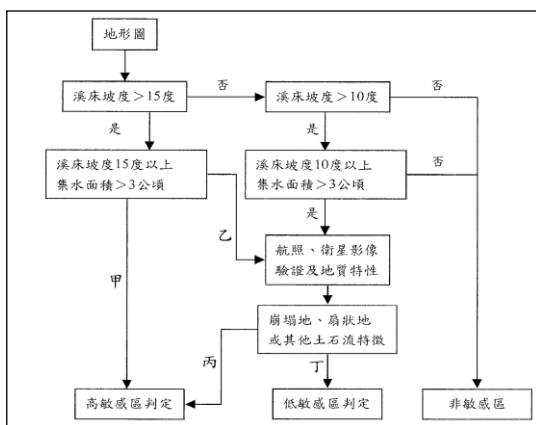 地形圖
溪床坡度>15度
否
溪床坡度>10度
否
是
是
溪床坡度15度以上
集水面積>3公頃
溪床坡度10度以上
集水面積>3公頃
否
乙
是
甲
航照、衛星影像
驗證及地質特性
崩塌地、扇狀地
或其他土石流特徵
丙
丁
高敏感區判定
低敏感區判定
非敏感區